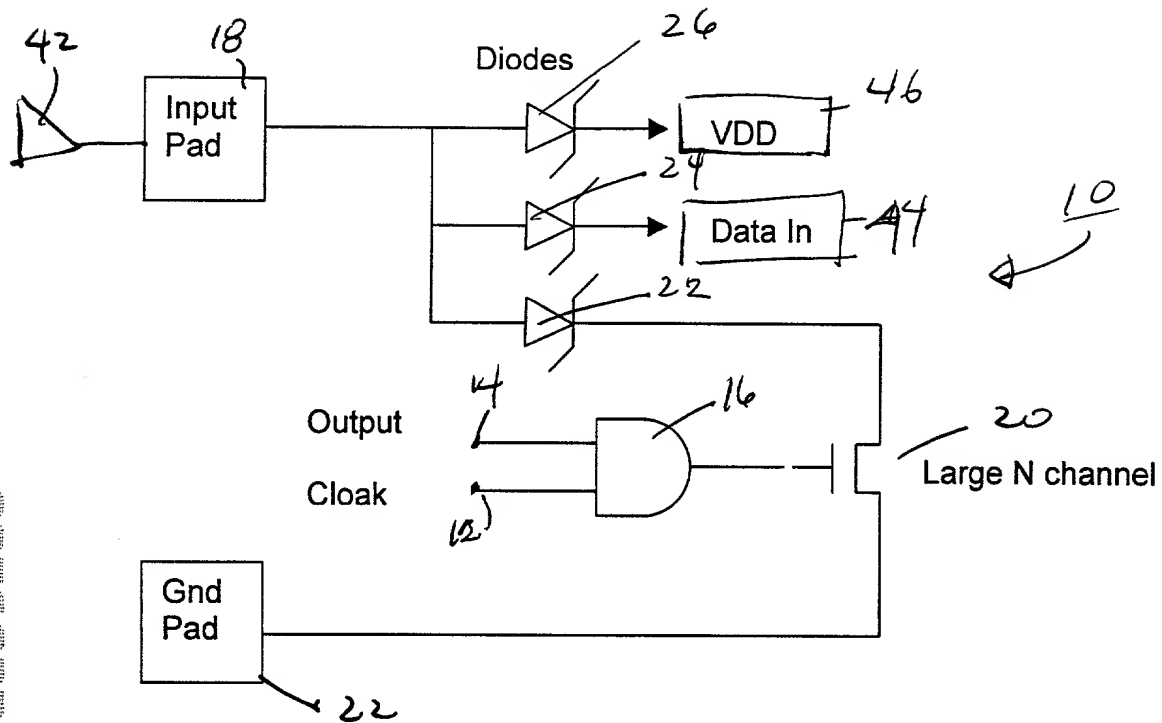 42
18
Input
Pad
Diodes
26
VDD
46
24
Data In
44
10
22
Output
14
Cloak
12
16
20
Large N channel
Gnd
Pad
22